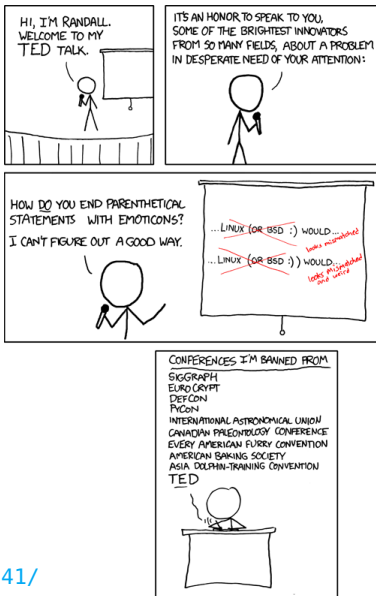 HI, I'M RANDALL.
WELCOME TO MY
TED TALK.
IT'S AN HONOR TO SPEAK TO YOU,
SOME OF THE BRIGHTEST INNOVATORS
FROM SO MANY FIELDS, ABOUT A PROBLEM
IN DESPERATE NEED OF YOUR ATTENTION:
HOW DO YOU END PARENTHETICAL
STATEMENTS WITH EMOTICONS?
I CAN'T FIGURE OUT A GOOD WAY.
...LINUX (OR BSD :) WOULD...
looks mismatched
...LINUX (OR BSD :)) WOULD...
looks mismatched
and weird
CONFERENCES I'M BANNED FROM
SIGGRAPH
EUROCRYPT
DEFCON
PYCON
INTERNATIONAL ASTRONOMICAL UNION
CANADIAN PALEONTOLOGY CONFERENCE
EVERY AMERICAN FURRY CONVENTION
AMERICAN BAKING SOCIETY
ASIA DOLPHIN-TRAINING CONVENTION
TED
41/